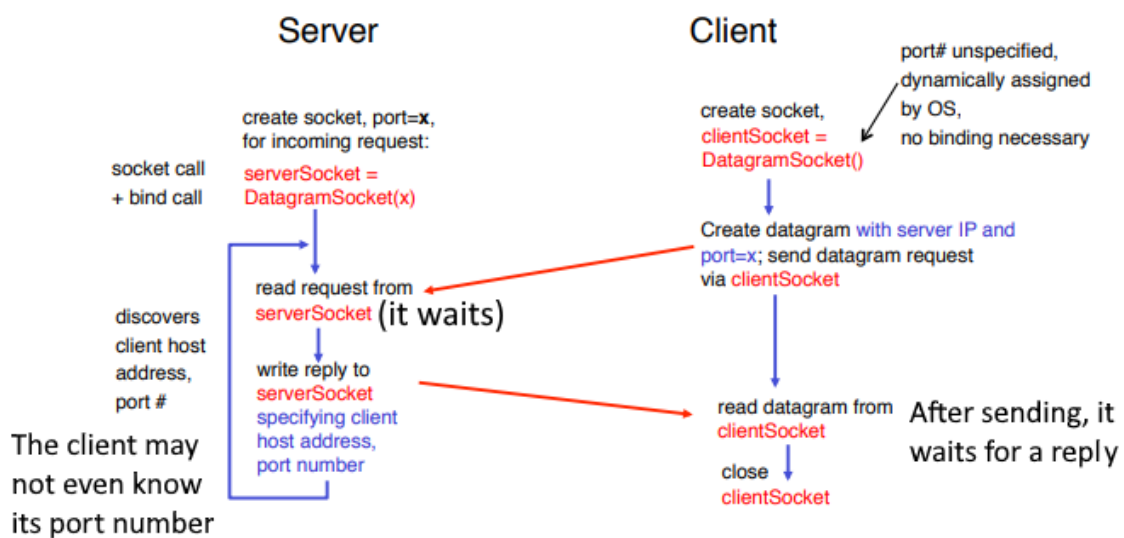 Server
create socket, port=x,
for incoming request:
serverSocket =
DatagramSocket(x)
socket call
+ bind call
read request from
serverSocket (it waits)
discovers
client host
address,
port #
write reply to
serverSocket
specifying client
host address,
port number
The client may
not even know
its port number
Client
port# unspecified,
dynamically assigned
by OS,
no binding necessary
create socket,
clientSocket =
DatagramSocket()
Create datagram with server IP and
port=x; send datagram request
via clientSocket
read datagram from
clientSocket
After sending, it
waits for a reply
close
clientSocket